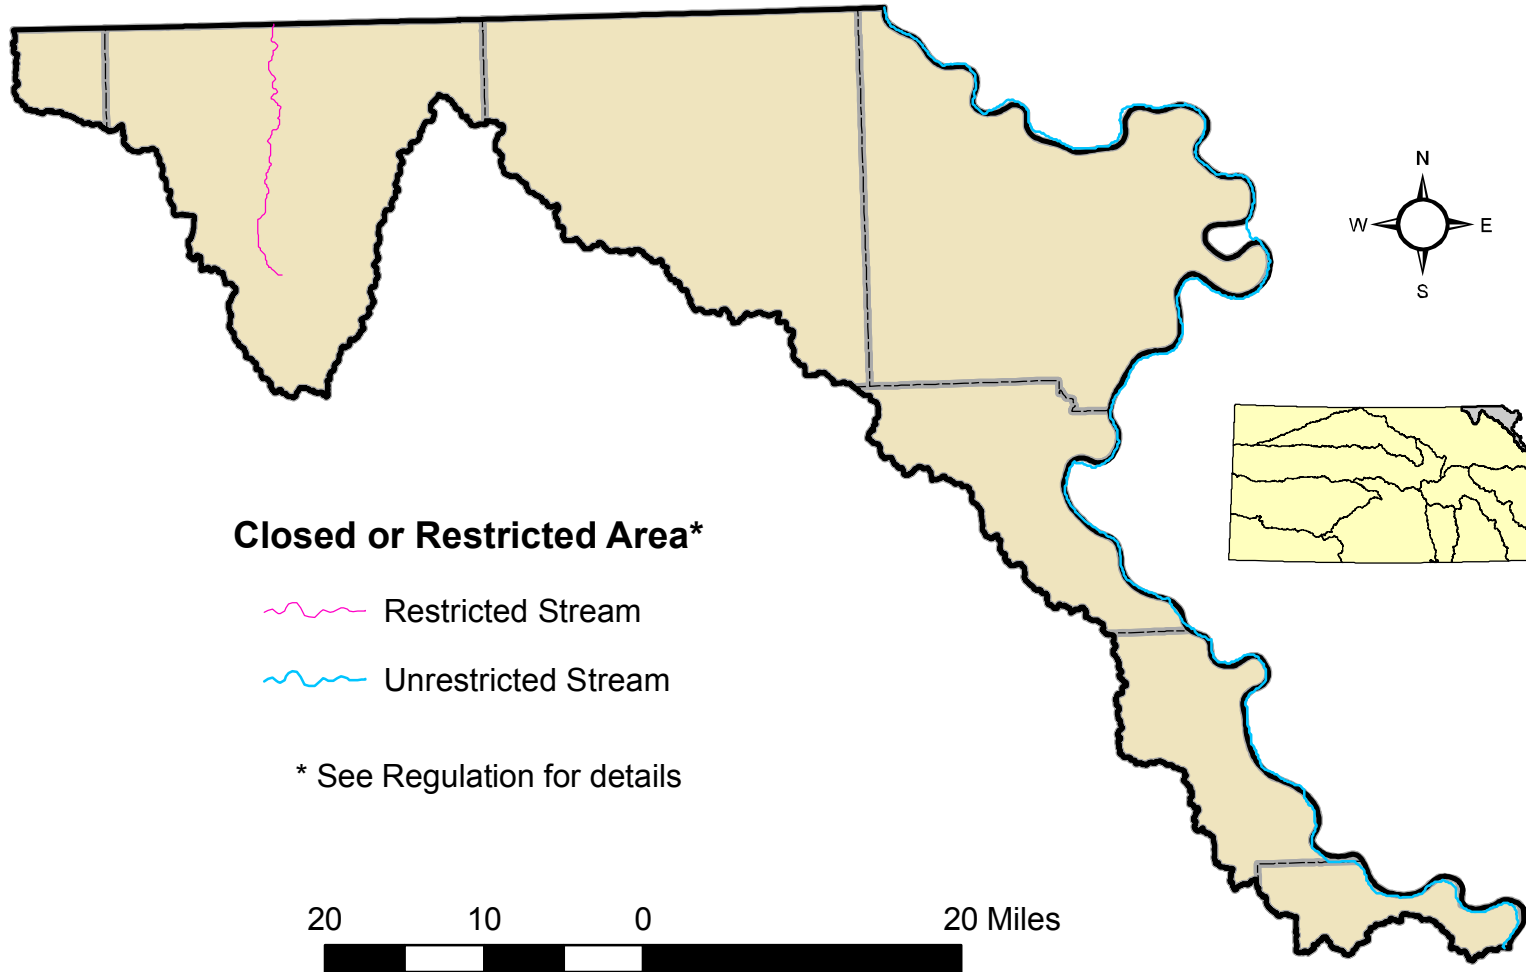 N
W E
S
Closed or Restricted Area*
Restricted Stream
Unrestricted Stream
* See Regulation for details
20 10 0 20 Miles